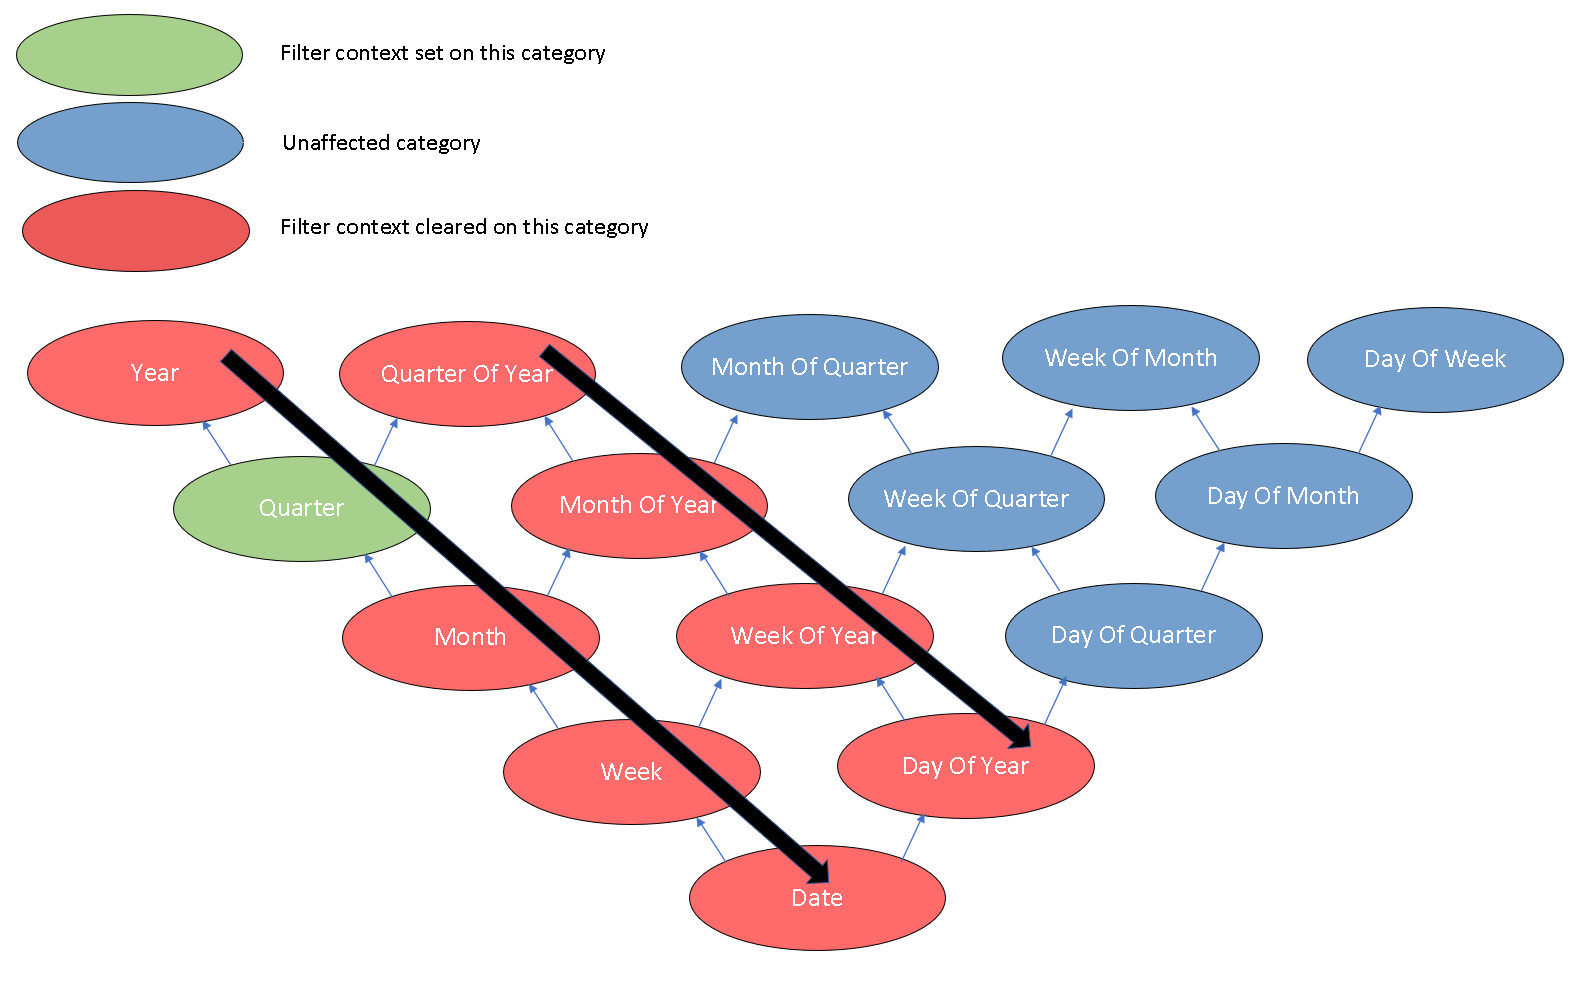 Filter context set on this category
Unaffected category
Filter context cleared on this category
Year
Quarter Of Year
Month Of Quarter
Week Of Month
Day Of Week
Quarter
Month Of Year
Week Of Quarter
Day Of Month
Month
Week Of Year
Day Of Quarter
Week
Day Of Year
Date